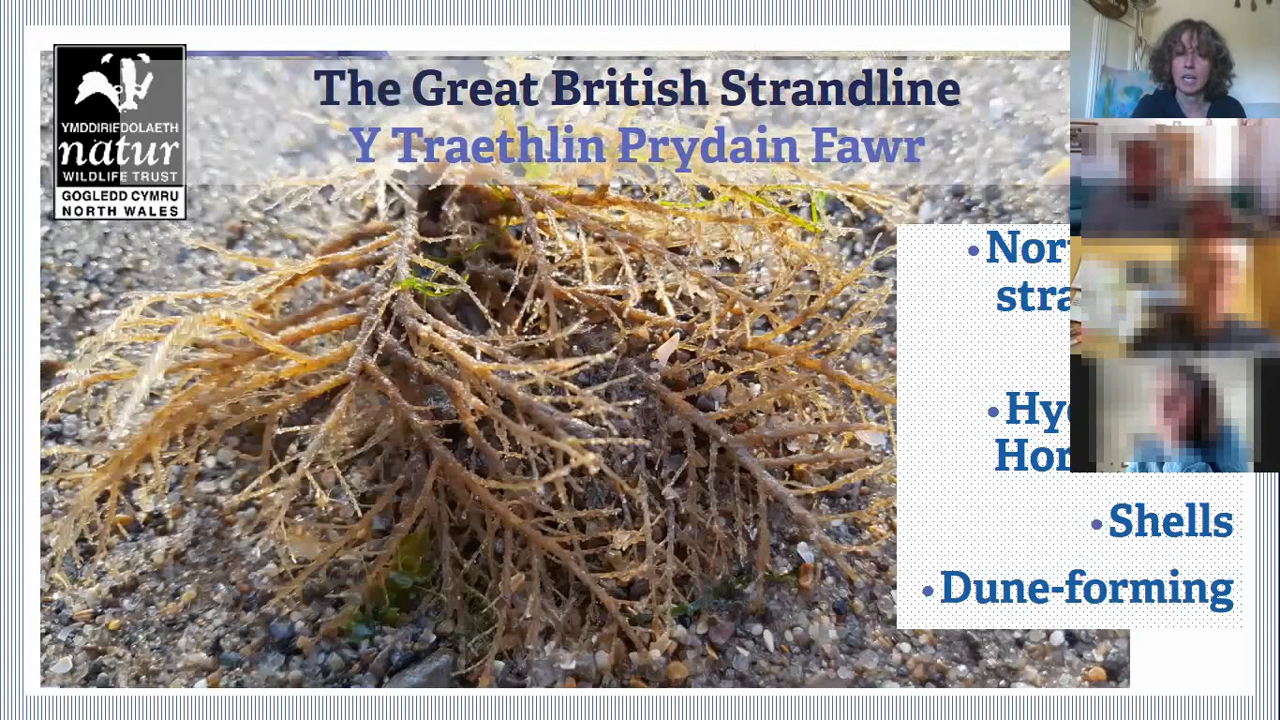 The Great British Strandline
Y Traethlin Prydain Fawr
YMDDIRIEDOLAETH
natur
WILDLIFE TRUST
GOGLEDD CYMRU
NORTH WALES
• Shells
• Dune-forming